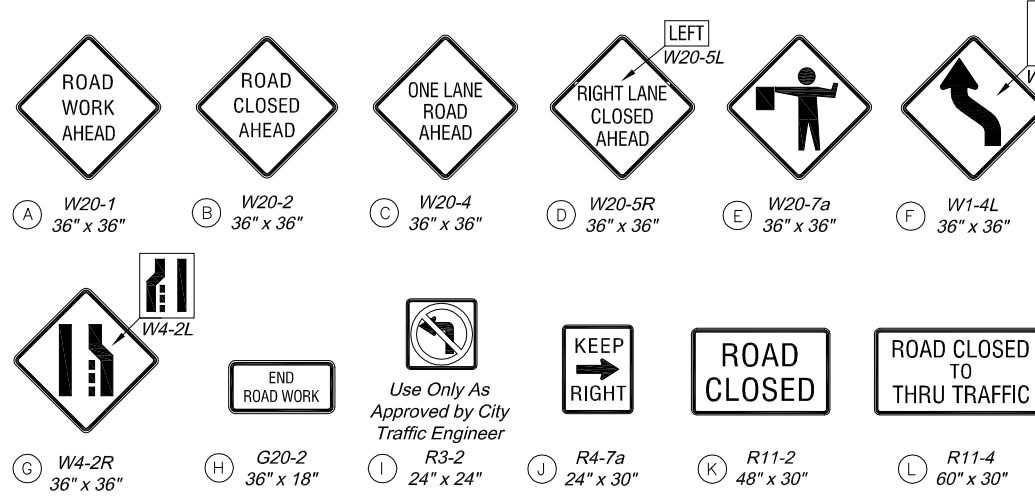 ROAD
WORK
AHEAD
A
W20-1
36" x 36"
ROAD
CLOSED
AHEAD
B
W20-2
36" x 36"
ONE LANE
ROAD
AHEAD
C
W20-4
36" x 36"
LEFT
W20-5L
RIGHT LANE
CLOSED
AHEAD
D
W20-5R
36" x 36"
E
W20-7a
36" x 36"
W
F
W1-4L
36" x 36"
W4-2L
G
W4-2R
36" x 36"
END
ROAD WORK
H
G20-2
36" x 18"
Use Only As
Approved by City
Traffic Engineer
I
R3-2
24" x 24"
KEEP
RIGHT
J
R4-7a
24" x 30"
ROAD
CLOSED
K
R11-2
48" x 30"
ROAD CLOSED
TO
THRU TRAFFIC
L
R11-4
60" x 30"